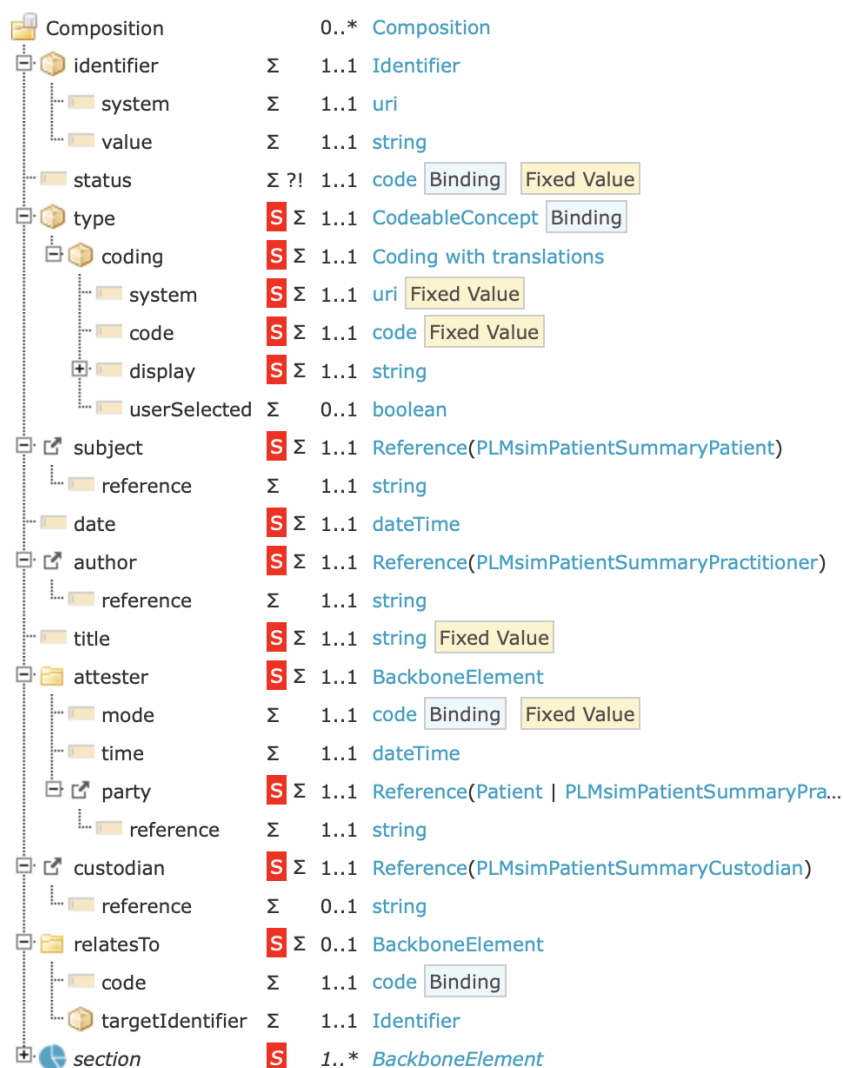 Composition 0..* Composition
identifier Σ 1..1 Identifier
system Σ 1..1 uri
value Σ 1..1 string
status Σ ?! 1..1 code Binding Fixed Value
type S Σ 1..1 CodeableConcept Binding
coding S Σ 1..1 Coding with translations
system S Σ 1..1 uri Fixed Value
code S Σ 1..1 code Fixed Value
display S Σ 1..1 string
userSelected Σ 0..1 boolean
subject S Σ 1..1 Reference(PLMsimPatientSummaryPatient)
reference Σ 1..1 string
date S Σ 1..1 dateTime
author S Σ 1..1 Reference(PLMsimPatientSummaryPractitioner)
reference Σ 1..1 string
title S Σ 1..1 string Fixed Value
attester S Σ 1..1 BackboneElement
mode Σ 1..1 code Binding Fixed Value
time Σ 1..1 dateTime
party S Σ 1..1 Reference(Patient | PLMsimPatientSummaryPra...
reference Σ 1..1 string
custodian S Σ 1..1 Reference(PLMsimPatientSummaryCustodian)
reference Σ 0..1 string
relatesTo S Σ 0..1 BackboneElement
code Σ 1..1 code Binding
targetIdentifier Σ 1..1 Identifier
section S 1..* BackboneElement